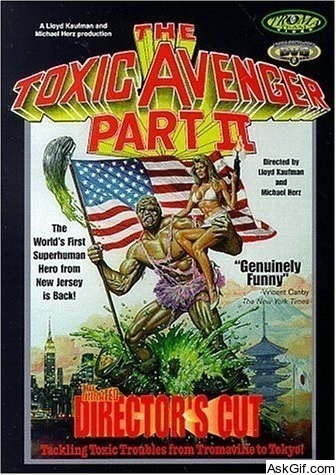 A Lloyd Kaufman and
Michael Herz production
TROMA
DVD
THE
TOXIC AVENGER
PART II
Directed by
Lloyd Kaufman
and
Michael Herz
The
World's First
Superhuman
Hero from
New Jersey
is Back!
"Genuinely
Funny"
-Vincent Canby
The New York Times
DIRECTOR'S CUT
Tackling Toxic Troubles from Tromaville to Tokyo!
AskGif.com